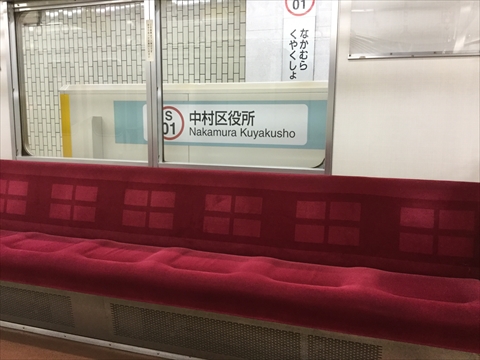 01
なかむら
くやくしょ
S
01
中村区役所
Nakamura Kuyakusho